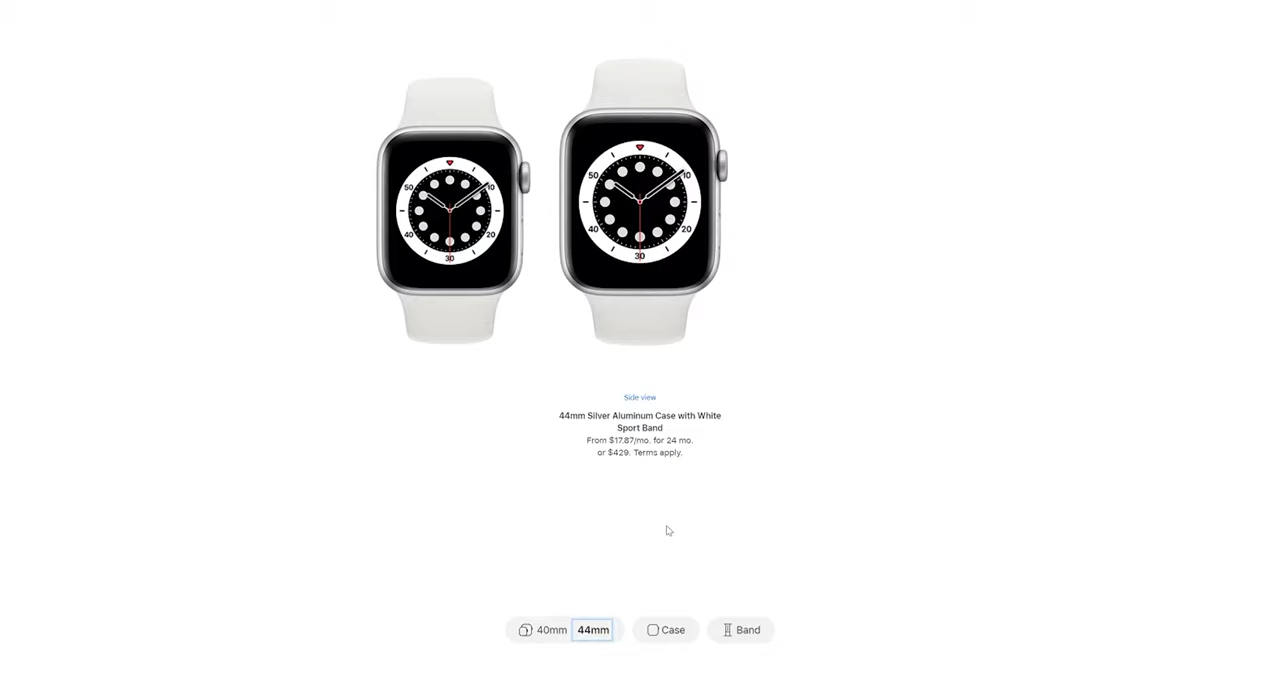 50
10
40
20
30
50
10
40
20
30
Side view
44mm Silver Aluminum Case with White
Sport Band
From $17.87/mo. for 24 mo.
or $429. Terms apply.
40mm 44mm Case Band